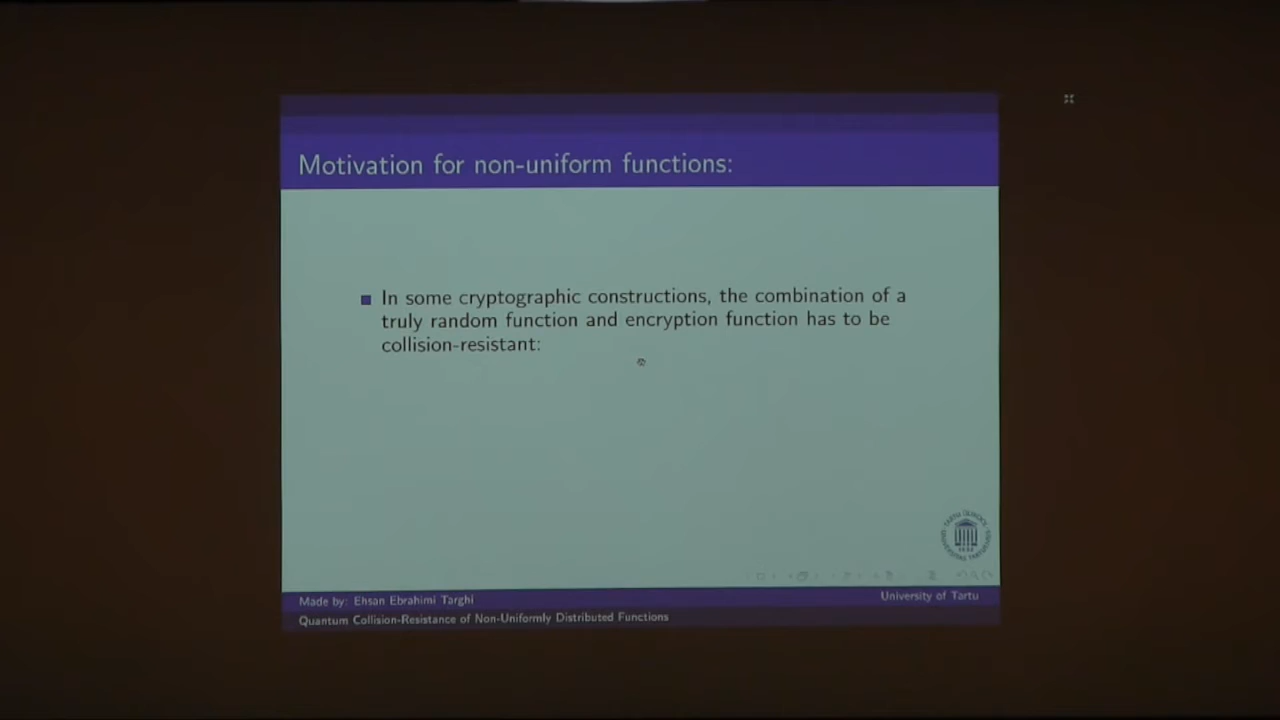 Motivation for non-uniform functions:
In some cryptographic constructions, the combination of a
truly random function and encryption function has to be
collision-resistant:
Made by: Ehsan Ebrahimi Targhi
University of Tartu
Quantum Collision-Resistance of Non-Uniformly Distributed Functions